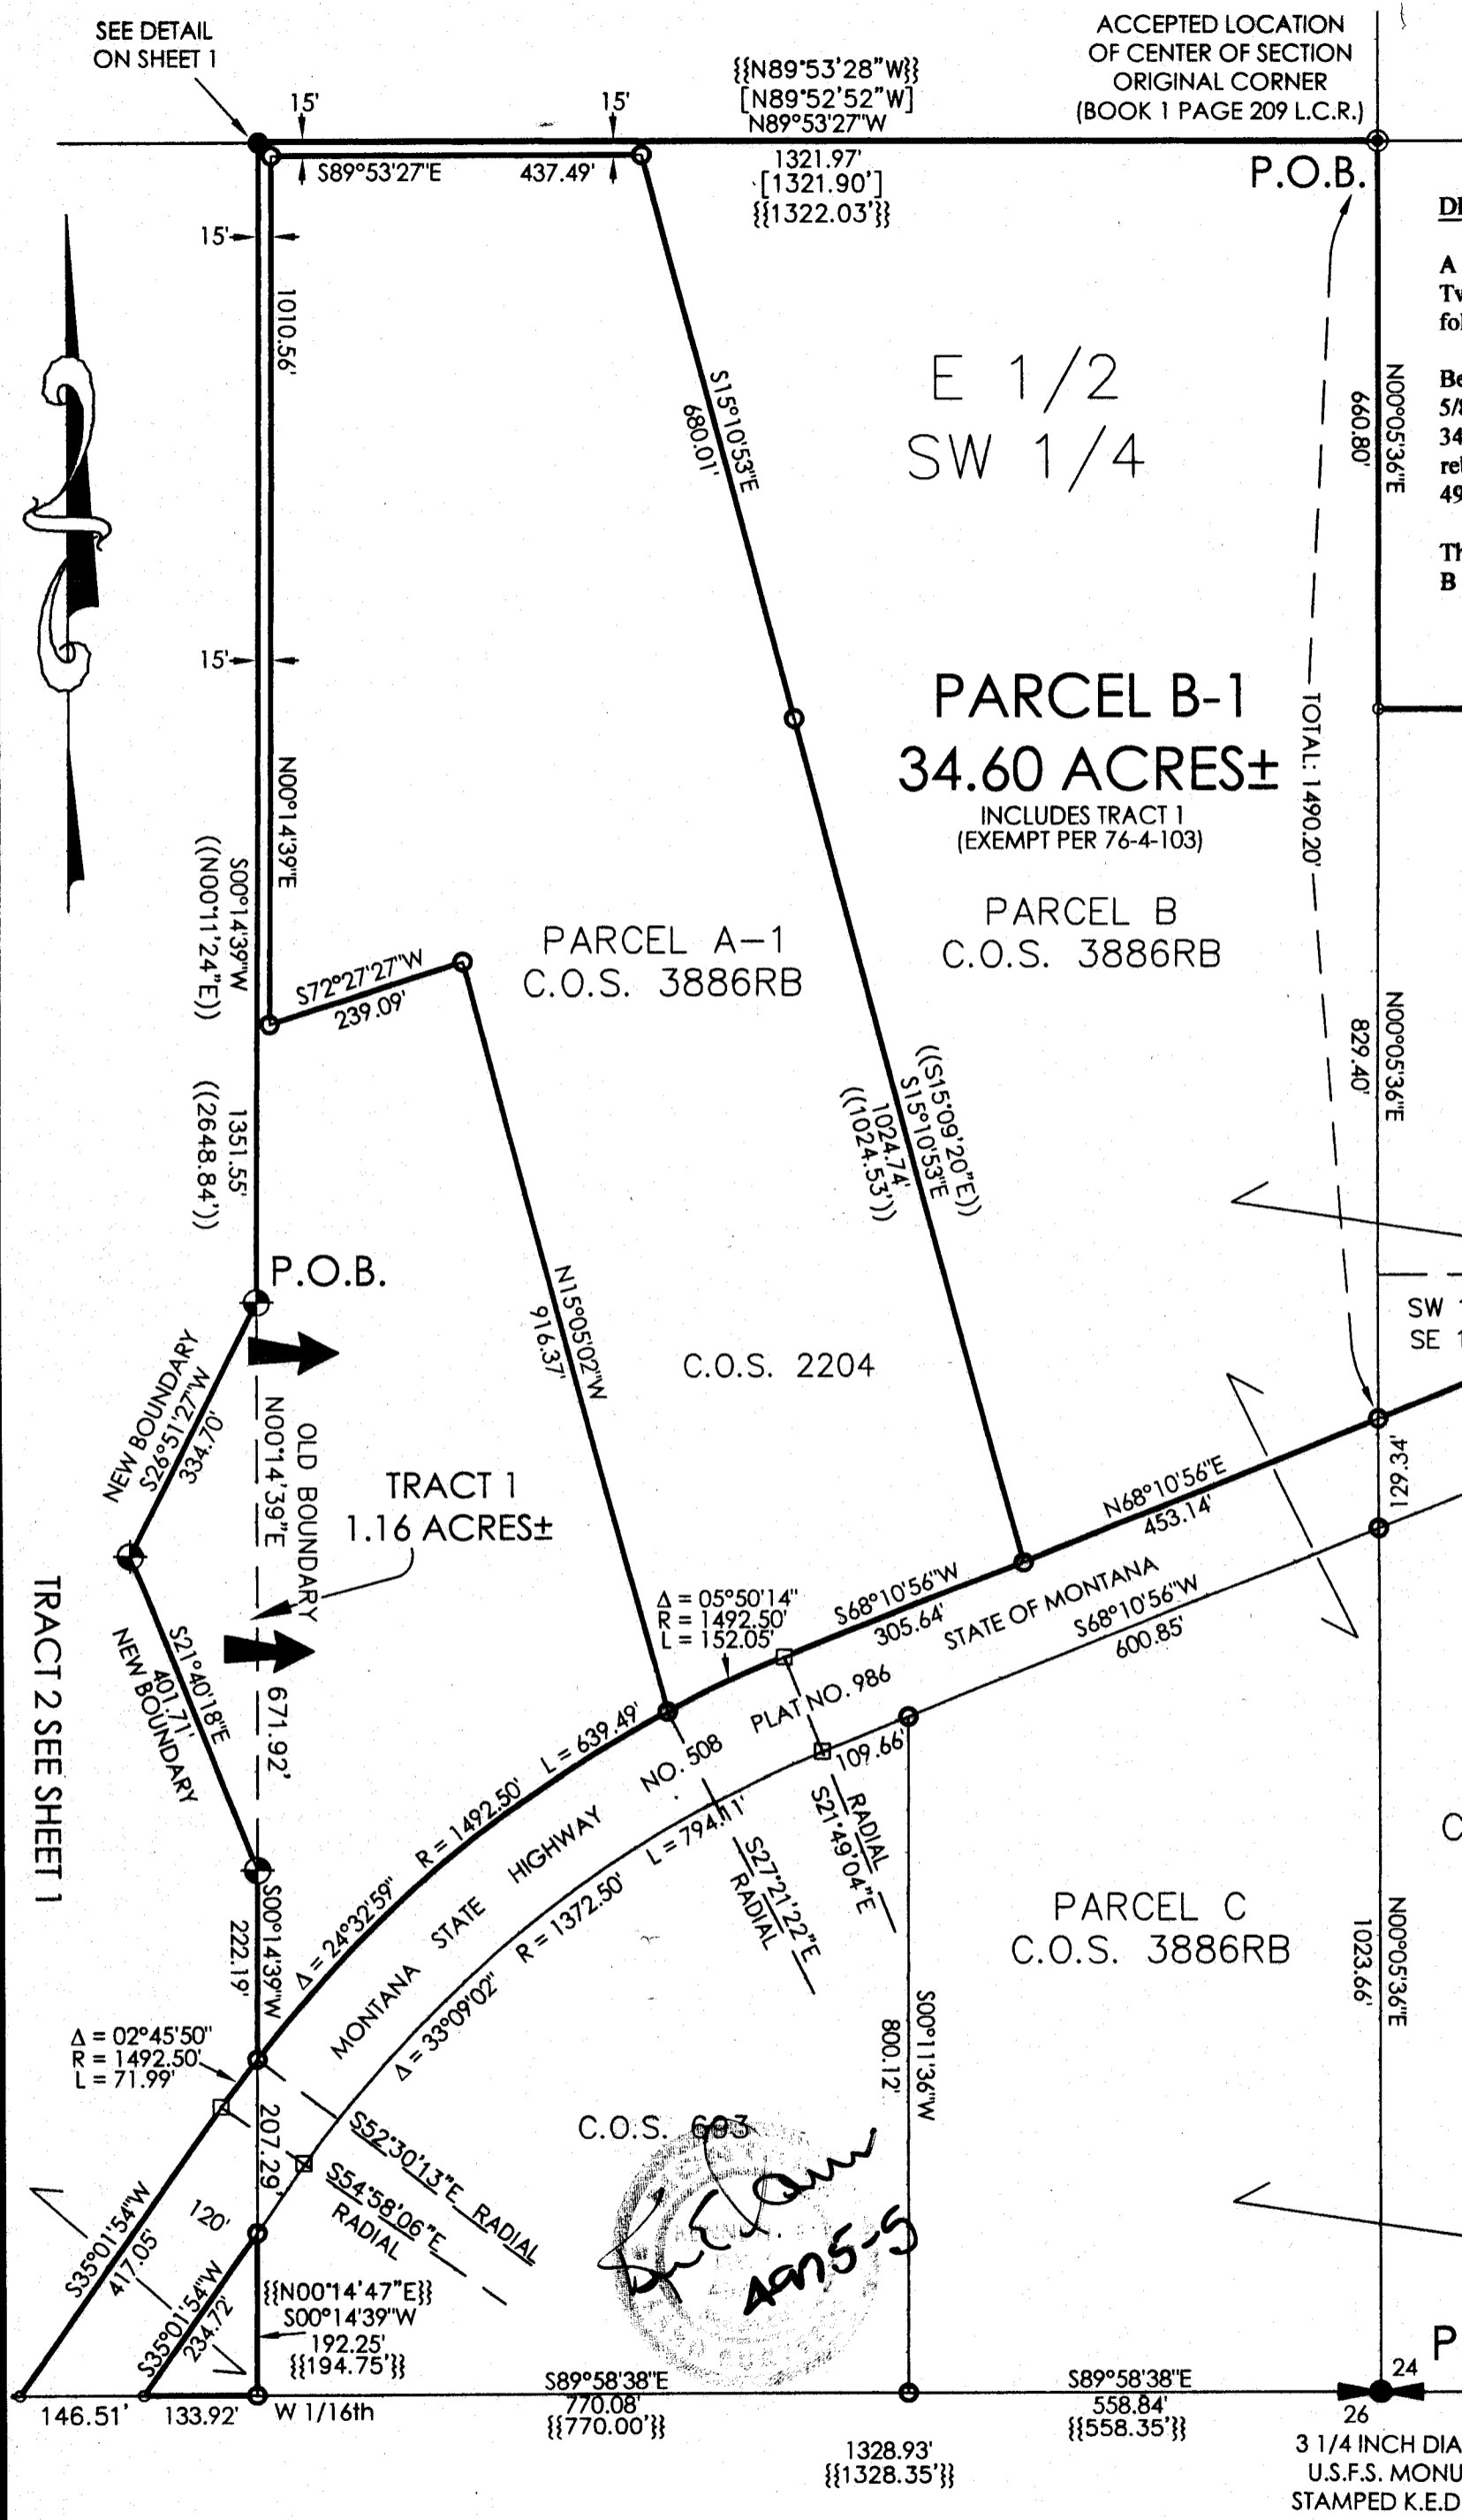 SEE DETAIL
ON SHEET 1
ACCEPTED LOCATION
OF CENTER OF SECTION
ORIGINAL CORNER
(BOOK 1 PAGE 209 L.C.R.)
{{N89°53'28"W}}
[N89°52'52"W]
N89°53'27"W
15'
15'
1321.97'
[1321.90']
{{1322.03'}}
S89°53'27"E
437.49'
P.O.B.
15'
1010.56'
A
fol
34
49
B
N00°05'36"E
660.80'
E 1/2
SW 1/4
S15°10'53"E
680.01'
15'
PARCEL B-1
34.60 ACRES±
INCLUDES TRACT 1
(EXEMPT PER 76-4-103)
TOTAL: 1490.20'
N00°14'39"E
S00°14'39"W
((N00°11'24"E))
PARCEL B
C.O.S. 3886RB
PARCEL A-1
C.O.S. 3886RB
S72°27'27"W
239.09'
N00°05'36"E
829.40'
((S15°09'20"E))
S15°10'53"E
1024.74'
((1024.53'))
1351.55'
((2648.84'))
P.O.B.
N15°05'02"W
916.37'
C.O.S. 2204
SW
SE
NEW BOUNDARY
S26°51'27"W
334.70'
OLD BOUNDARY
N00°14'39"E
671.92'
TRACT 1
1.16 ACRES±
129.34'
N68°10'56"E
453.14'
TRACT 2 SEE SHEET 1
S21°40'18"E
401.71'
NEW BOUNDARY
Δ = 05°50'14"
R = 1492.50'
L = 152.05'
S68°10'56"W
305.64'
STATE OF MONTANA
S68°10'56"W
600.85'
PLAT NO. 986
109.66'
Δ = 24°32'59" R = 1492.50' L = 639.49'
MONTANA STATE HIGHWAY NO. 508
Δ = 33°09'02" R = 1372.50' L = 794.11'
RADIAL
S21°49'04"E
S27°21'22"E
RADIAL
S00°14'39"W
222.19'
PARCEL C
C.O.S. 3886RB
N00°05'36"E
1023.66'
S00°11'36"W
800.12'
Δ = 02°45'50"
R = 1492.50'
L = 71.99'
207.29'
C.O.S. 683
S52°30'13"E RADIAL
S54°58'06"E
RADIAL
S35°01'54"W
417.05'
120'
S35°01'54"W
234.72'
4975-S
{{N00°14'47"E}}
S00°14'39"W
192.25'
{{194.75'}}
P
24
146.51'
133.92'
W 1/16th
S89°58'38"E
770.08'
{{770.00'}}
S89°58'38"E
558.84'
{{558.35'}}
26
1328.93'
{{1328.35'}}
3 1/4 INCH DIA
U.S.F.S. MONU
STAMPED K.E.D